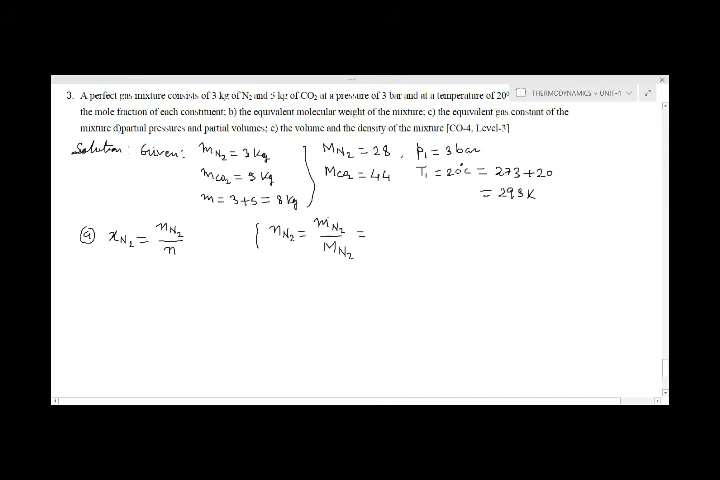 THERMODYNAMICS > UNIT-4
3. A perfect gas mixture consists of 3 kg of N₂ and 5 kg of CO₂ at a pressure of 3 bar and at a temperature of 20°
the mole fraction of each constituent; b) the equivalent molecular weight of the mixture; c) the equivalent gas constant of the
mixture d)partial pressures and partial volumes; e) the volume and the density of the mixture [CO-4, Level-3]
Solution: Given: m_N₂ = 3 kg M_N₂ = 28 , P₁ = 3 bar
m_CO₂ = 5 kg M_CO₂ = 44 T₁ = 20°C = 273+20
m = 3+5 = 8 kg = 293 K
ⓐ x_N₂ = n_N₂ / n { n_N₂ = m_N₂ / M_N₂ =